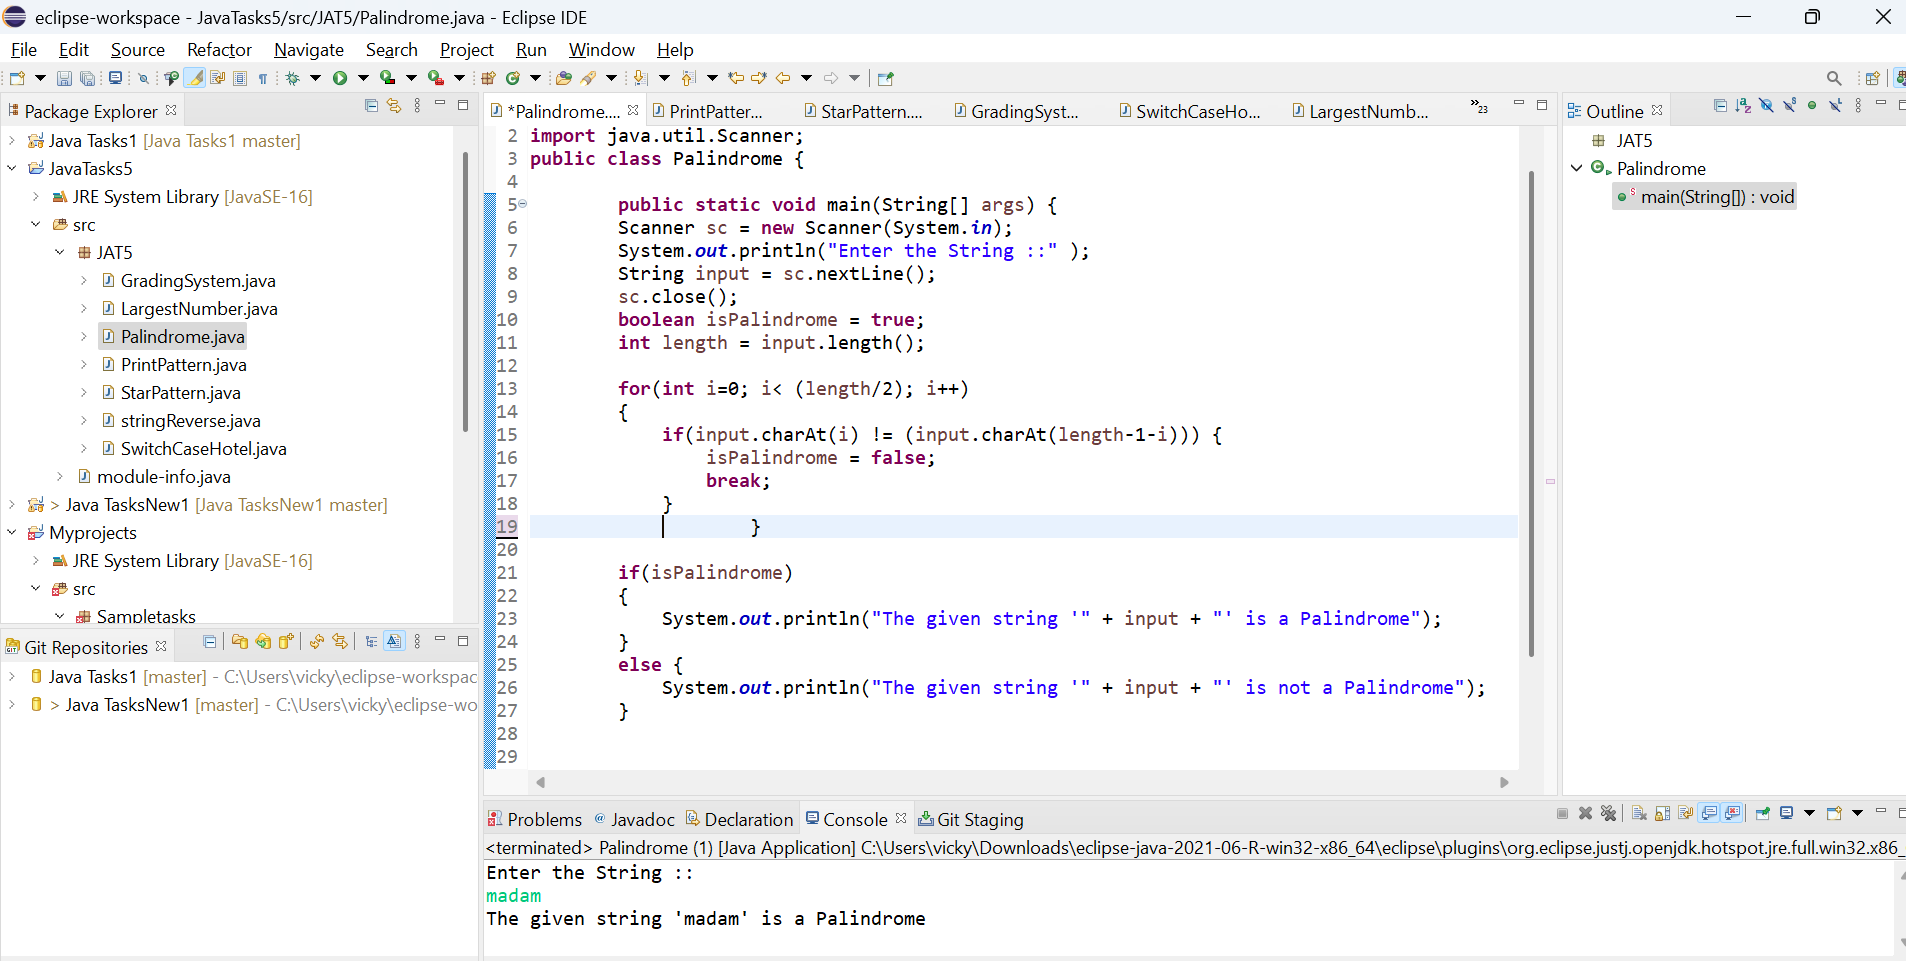 eclipse-workspace - JavaTasks5/src/JAT5/Palindrome.java - Eclipse IDE
File Edit Source Refactor Navigate Search Project Run Window Help
Package Explorer
Java Tasks1 [Java Tasks1 master]
JavaTasks5
JRE System Library [JavaSE-16]
src
JAT5
GradingSystem.java
LargestNumber.java
Palindrome.java
PrintPattern.java
StarPattern.java
stringReverse.java
SwitchCaseHotel.java
module-info.java
> Java TasksNew1 [Java TasksNew1 master]
Myprojects
JRE System Library [JavaSE-16]
src
Sampletasks
Git Repositories
Java Tasks1 [master] - C:\Users\vicky\eclipse-workspac
> Java TasksNew1 [master] - C:\Users\vicky\eclipse-wo
*Palindrome.... PrintPatter... StarPattern.... GradingSyst... SwitchCaseHo... LargestNumb... »23
2 import java.util.Scanner;
3 public class Palindrome {
4
5 public static void main(String[] args) {
6 Scanner sc = new Scanner(System.in);
7 System.out.println("Enter the String ::" );
8 String input = sc.nextLine();
9 sc.close();
10 boolean isPalindrome = true;
11 int length = input.length();
12
13 for(int i=0; i< (length/2); i++)
14 {
15 if(input.charAt(i) != (input.charAt(length-1-i))) {
16 isPalindrome = false;
17 break;
18 }
19 }
20
21 if(isPalindrome)
22 {
23 System.out.println("The given string '" + input + "' is a Palindrome");
24 }
25 else {
26 System.out.println("The given string '" + input + "' is not a Palindrome");
27 }
28
29
Outline
JAT5
Palindrome
main(String[]) : void
Problems @ Javadoc Declaration Console Git Staging
<terminated> Palindrome (1) [Java Application] C:\Users\vicky\Downloads\eclipse-java-2021-06-R-win32-x86_64\eclipse\plugins\org.eclipse.justj.openjdk.hotspot.jre.full.win32.x86_
Enter the String ::
madam
The given string 'madam' is a Palindrome